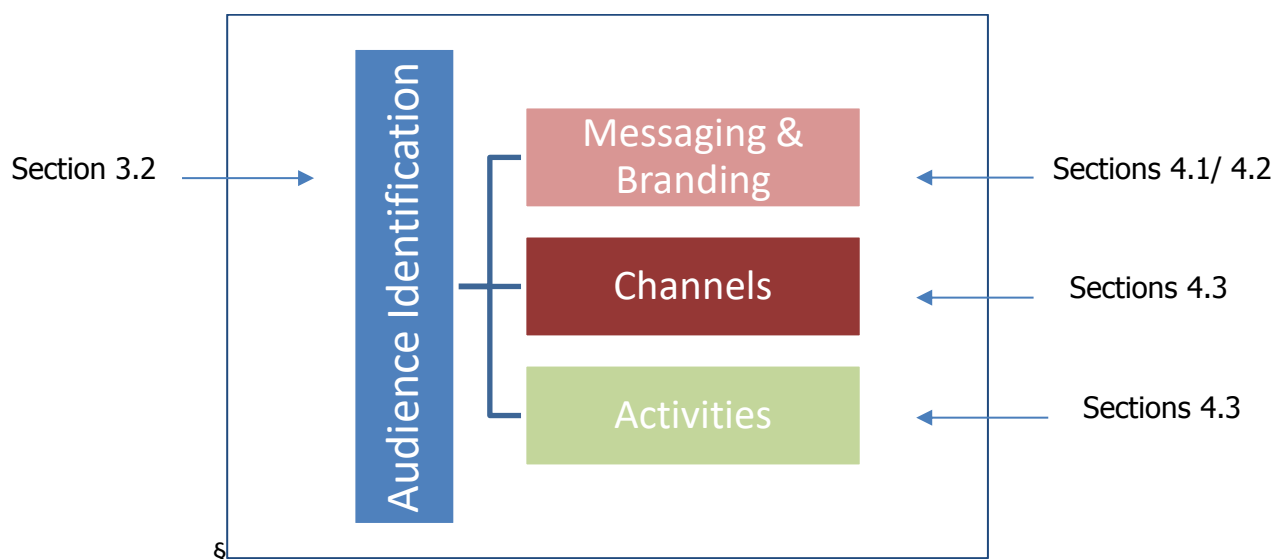 Section 3.2
Audience Identification
Messaging &
Branding
Sections 4.1/ 4.2
Channels
Sections 4.3
Activities
Sections 4.3
§